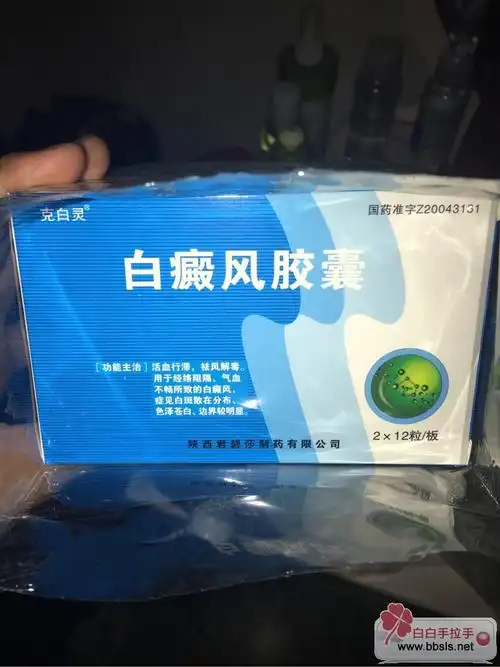 克白灵®
国药准字Z20043131
白癜风胶囊
[功能主治] 活血行滞，祛风解毒。
用于经络阻隔、气血
不畅所致的白癜风，
症见白斑散在分布、
色泽苍白、边界较明显。
2×12粒/板
陕西君碧莎制药有限公司
白白手拉手
www.bbsls.net